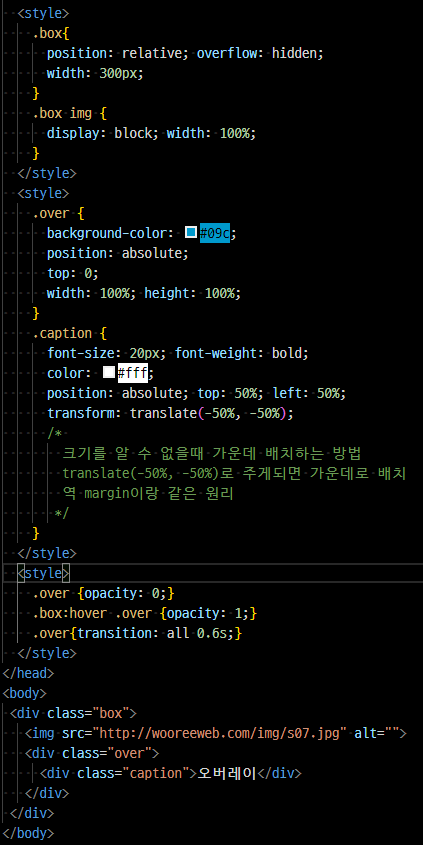 <style>
.box{
position: relative; overflow: hidden;
width: 300px;
}
.box img {
display: block; width: 100%;
}
</style>
<style>
.over {
background-color: #09c;
position: absolute;
top: 0;
width: 100%; height: 100%;
}
.caption {
font-size: 20px; font-weight: bold;
color: #fff;
position: absolute; top: 50%; left: 50%;
transform: translate(-50%, -50%);
/*
크기를 알 수 없을때 가운데 배치하는 방법
translate(-50%, -50%)로 주게되면 가운데로 배치
역 margin이랑 같은 원리
*/
}
</style>
<style>
.over {opacity: 0;}
.box:hover .over {opacity: 1;}
.over{transition: all 0.6s;}
</style>
</head>
<body>
<div class="box">
<img src="http://wooreeweb.com/img/s07.jpg" alt="">
<div class="over">
<div class="caption">오버레이</div>
</div>
</div>
</body>